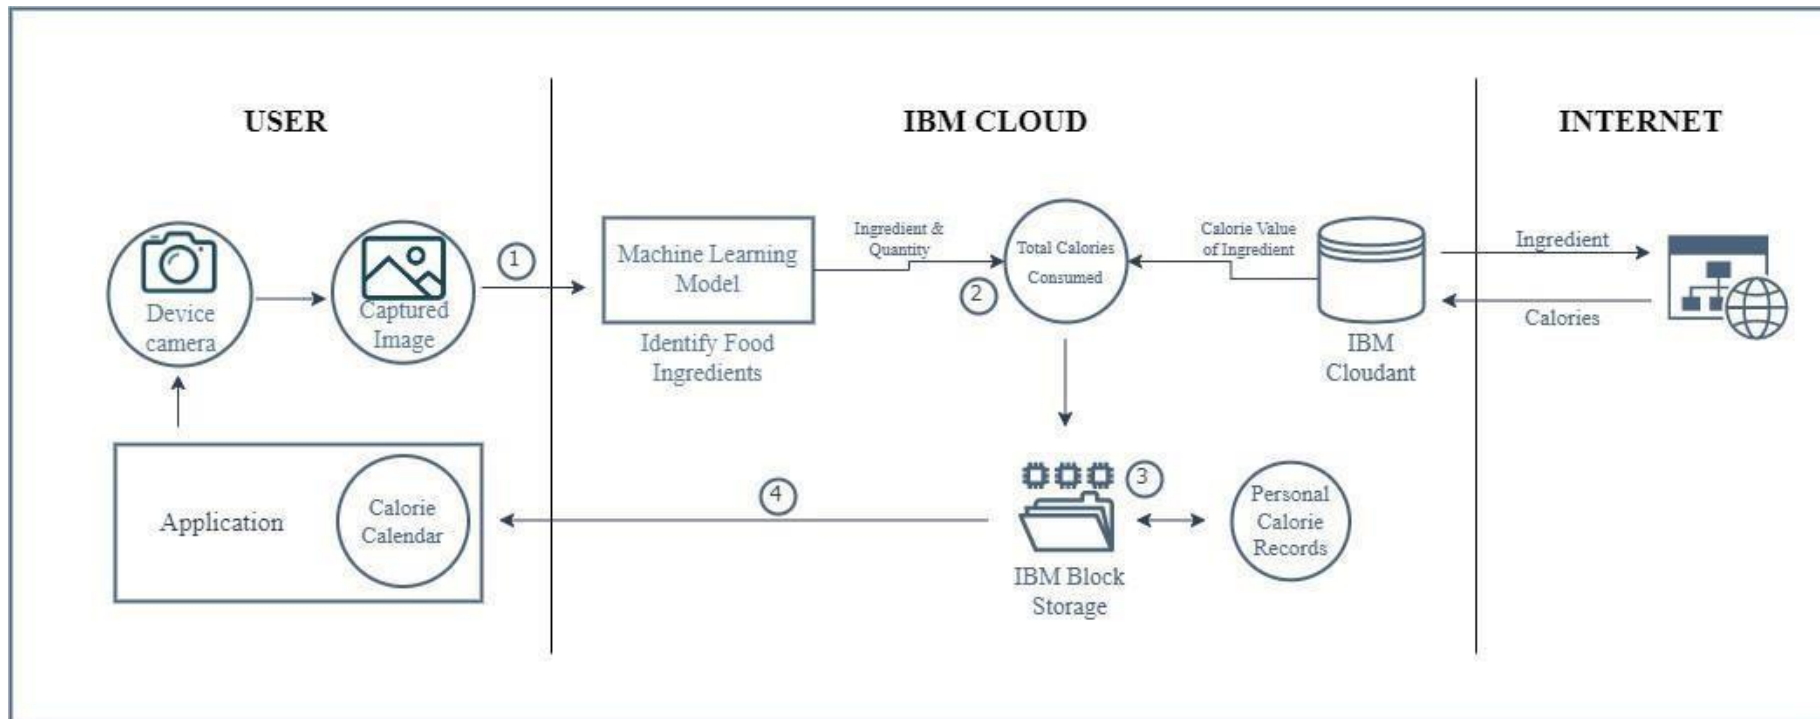 USER
IBM CLOUD
INTERNET
Device
camera
Captured
Image
1
Machine Learning
Model
Identify Food
Ingredients
Ingredient &
Quantity
2
Total Calories
Consumed
Calorie Value
of Ingredient
IBM
Cloudant
Ingredient
Calories
Application
Calorie
Calendar
4
3
IBM Block
Storage
Personal
Calorie
Records